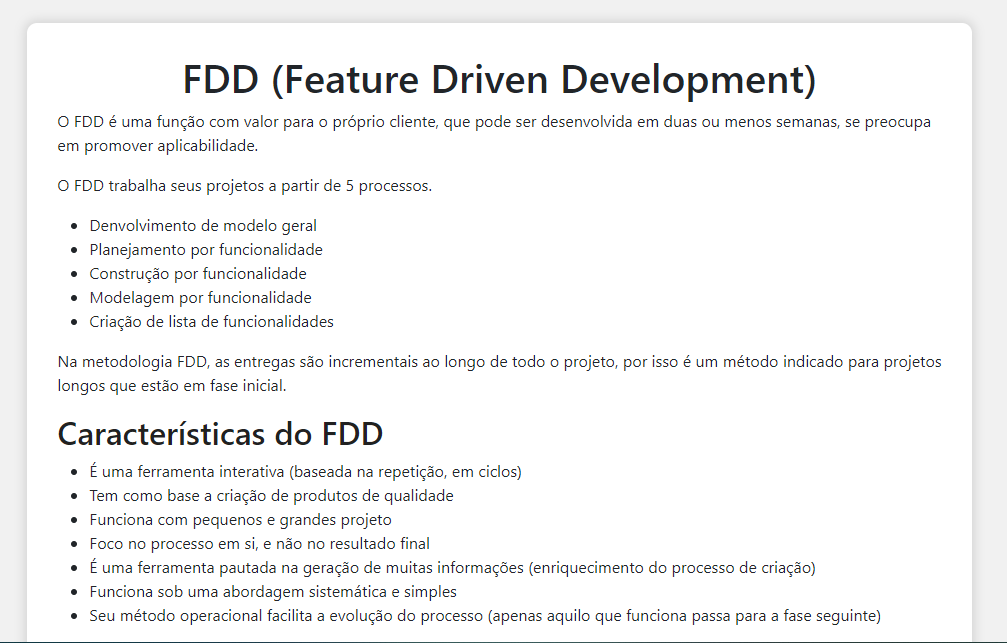 FDD (Feature Driven Development)
O FDD é uma função com valor para o próprio cliente, que pode ser desenvolvida em duas ou menos semanas, se preocupa
em promover aplicabilidade.
O FDD trabalha seus projetos a partir de 5 processos.
• Denvolvimento de modelo geral
• Planejamento por funcionalidade
• Construção por funcionalidade
• Modelagem por funcionalidade
• Criação de lista de funcionalidades
Na metodologia FDD, as entregas são incrementais ao longo de todo o projeto, por isso é um método indicado para projetos
longos que estão em fase inicial.
Características do FDD
• É uma ferramenta interativa (baseada na repetição, em ciclos)
• Tem como base a criação de produtos de qualidade
• Funciona com pequenos e grandes projeto
• Foco no processo em si, e não no resultado final
• É uma ferramenta pautada na geração de muitas informações (enriquecimento do processo de criação)
• Funciona sob uma abordagem sistemática e simples
• Seu método operacional facilita a evolução do processo (apenas aquilo que funciona passa para a fase seguinte)